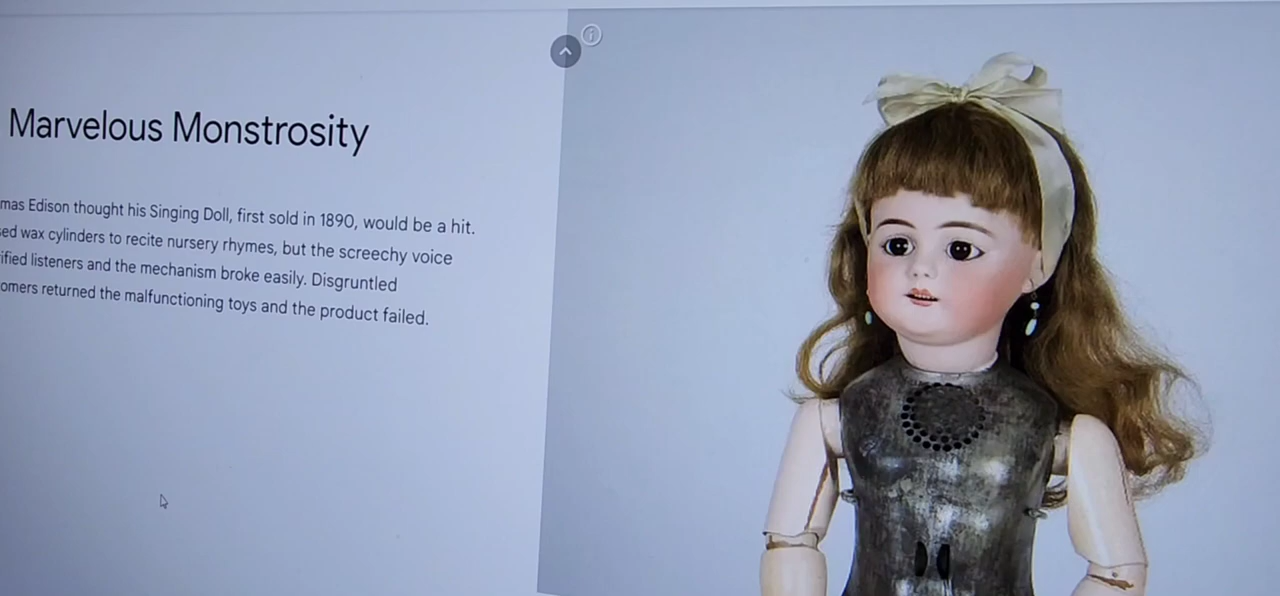 Marvelous Monstrosity
mas Edison thought his Singing Doll, first sold in 1890, would be a hit.
sed wax cylinders to recite nursery rhymes, but the screechy voice
ified listeners and the mechanism broke easily. Disgruntled
omers returned the malfunctioning toys and the product failed.